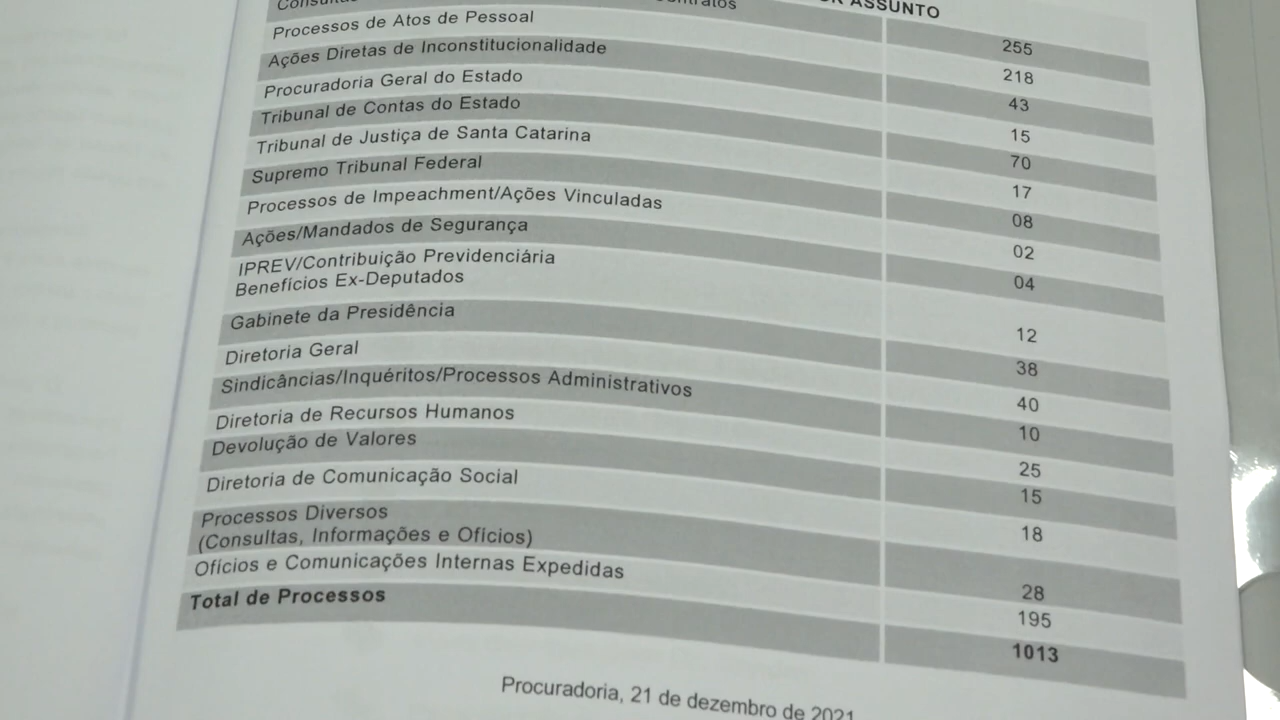 ASSUNTO
Consultas 255
Processos de Atos de Pessoal 218
Ações Diretas de Inconstitucionalidade 43
Procuradoria Geral do Estado 15
Tribunal de Contas do Estado 70
Tribunal de Justiça de Santa Catarina 17
Supremo Tribunal Federal 08
Processos de Impeachment/Ações Vinculadas 02
Ações/Mandados de Segurança 04
IPREV/Contribuição Previdenciária
Benefícios Ex-Deputados 12
Gabinete da Presidência 38
Diretoria Geral 40
Sindicâncias/Inquéritos/Processos Administrativos 10
Diretoria de Recursos Humanos 25
Devolução de Valores 15
Diretoria de Comunicação Social 18
Processos Diversos
(Consultas, Informações e Ofícios) 28
Ofícios e Comunicações Internas Expedidas 195
Total de Processos 1013
Procuradoria, 21 de dezembro de 2021